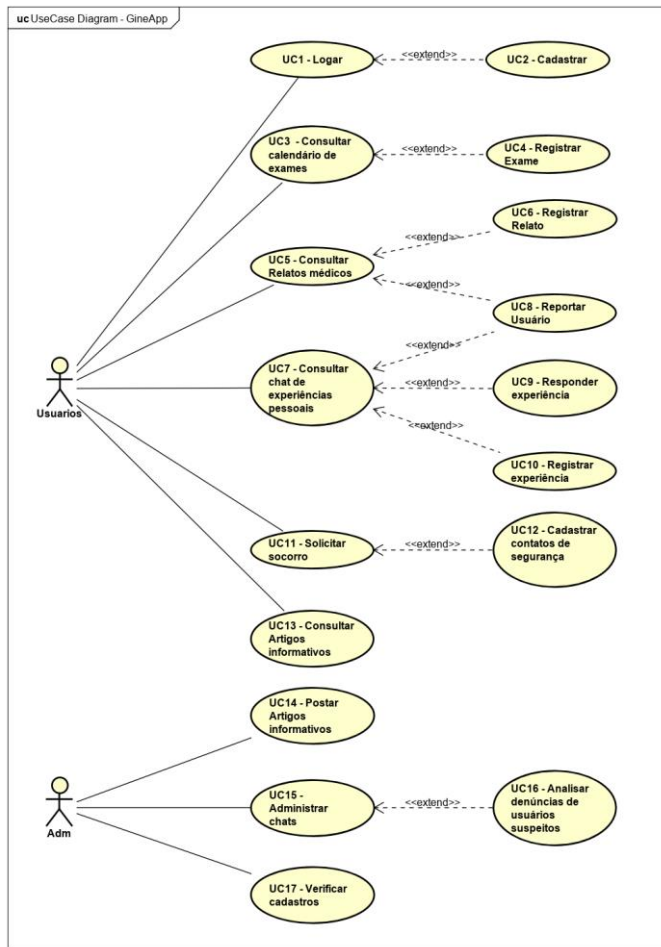 uc UseCase Diagram - GineApp
UC1 - Logar
<<extend>>
UC2 - Cadastrar
UC3 - Consultar
calendário de
exames
<<extend>>
UC4 - Registrar
Exame
UC6 - Registrar
Relato
<<extend>>
UC5 - Consultar
Relatos médicos
<<extend>>
UC8 - Reportar
Usuário
<<extend>>
UC7 - Consultar
chat de
experiências
pessoais
<<extend>>
UC9 - Responder
experiência
Usuarios
<<extend>>
UC10 - Registrar
experiência
UC11 - Solicitar
socorro
<<extend>>
UC12 - Cadastrar
contatos de
segurança
UC13 - Consultar
Artigos
informativos
UC14 - Postar
Artigos
informativos
UC15 -
Administrar
chats
<<extend>>
UC16 - Analisar
denúncias de
usuários
suspeitos
Adm
UC17 - Verificar
cadastros